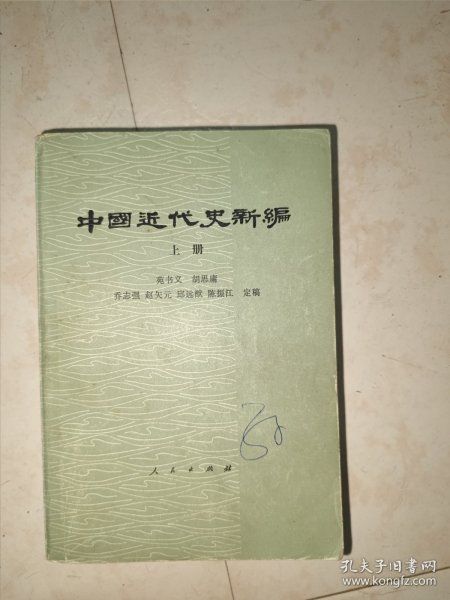 中國近代史新編
上册
苑书义 胡思庸
乔志强 赵矢元 邱远猷 陈振江 定稿
人民出版社
孔夫子旧书网
www.kongfz.com